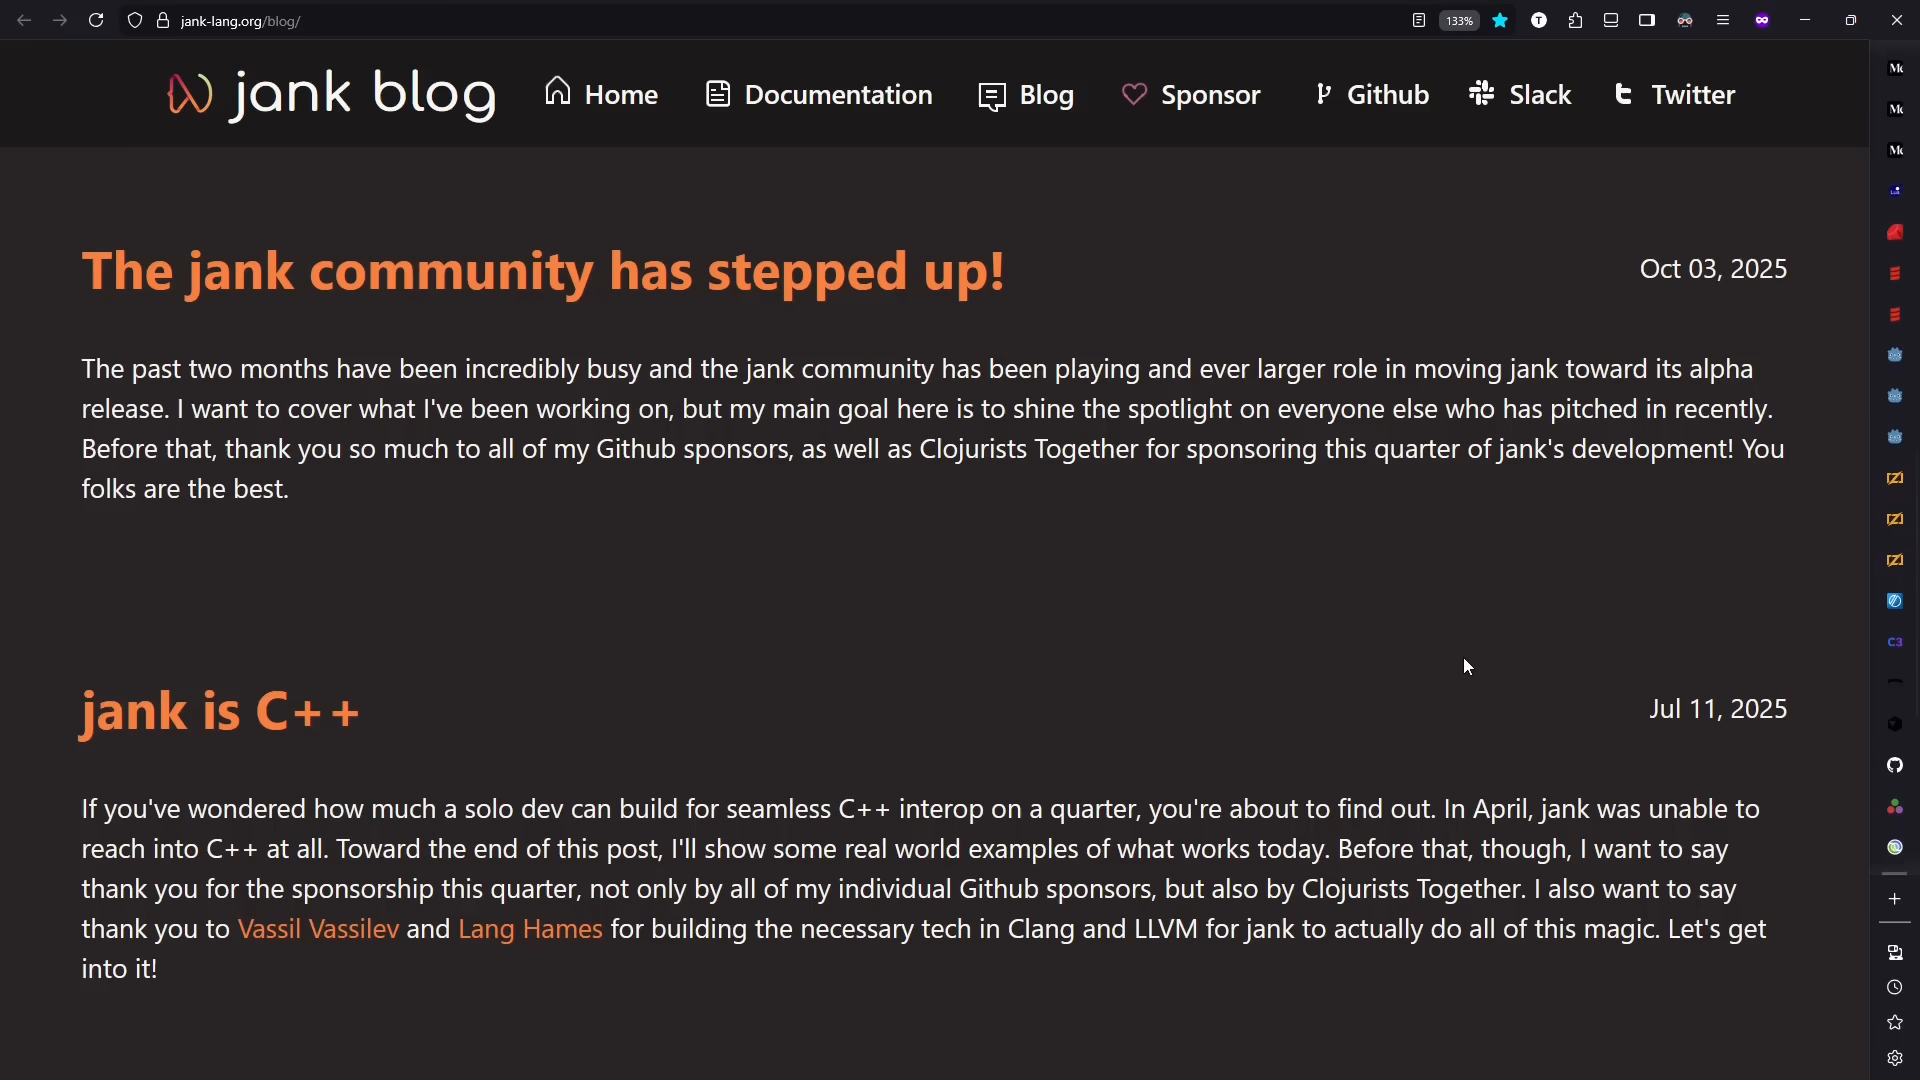 jank-lang.org/blog/
133%
jank blog
Home
Documentation
Blog
Sponsor
Github
Slack
Twitter
The jank community has stepped up!
Oct 03, 2025
The past two months have been incredibly busy and the jank community has been playing and ever larger role in moving jank toward its alpha
release. I want to cover what I've been working on, but my main goal here is to shine the spotlight on everyone else who has pitched in recently.
Before that, thank you so much to all of my Github sponsors, as well as Clojurists Together for sponsoring this quarter of jank's development! You
folks are the best.
jank is C++
Jul 11, 2025
If you've wondered how much a solo dev can build for seamless C++ interop on a quarter, you're about to find out. In April, jank was unable to
reach into C++ at all. Toward the end of this post, I'll show some real world examples of what works today. Before that, though, I want to say
thank you for the sponsorship this quarter, not only by all of my individual Github sponsors, but also by Clojurists Together. I also want to say
thank you to Vassil Vassilev and Lang Hames for building the necessary tech in Clang and LLVM for jank to actually do all of this magic. Let's get
into it!
C3